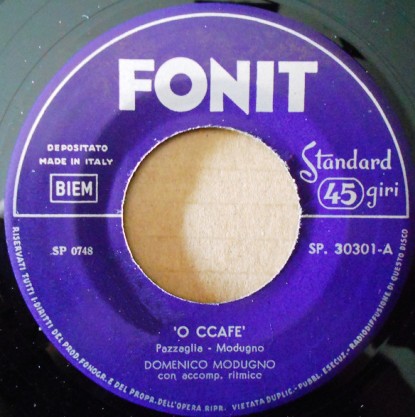 FONIT
DEPOSITATO
MADE IN ITALY
BIEM
Standard
45 giri
SP 0748
SP. 30301-A
'O CCAFE'
Pazzaglia - Modugno
DOMENICO MODUGNO
con accomp. ritmico
RISERVATI TUTTI I DIRITTI DEL PROD. FONOGR. E DEL PROPR. DELL'OPERA RIPR. VIETATA DUPLIC. - PUBBL. ESECUZ. - RADIODIFFUSIONE DI QUESTO DISCO